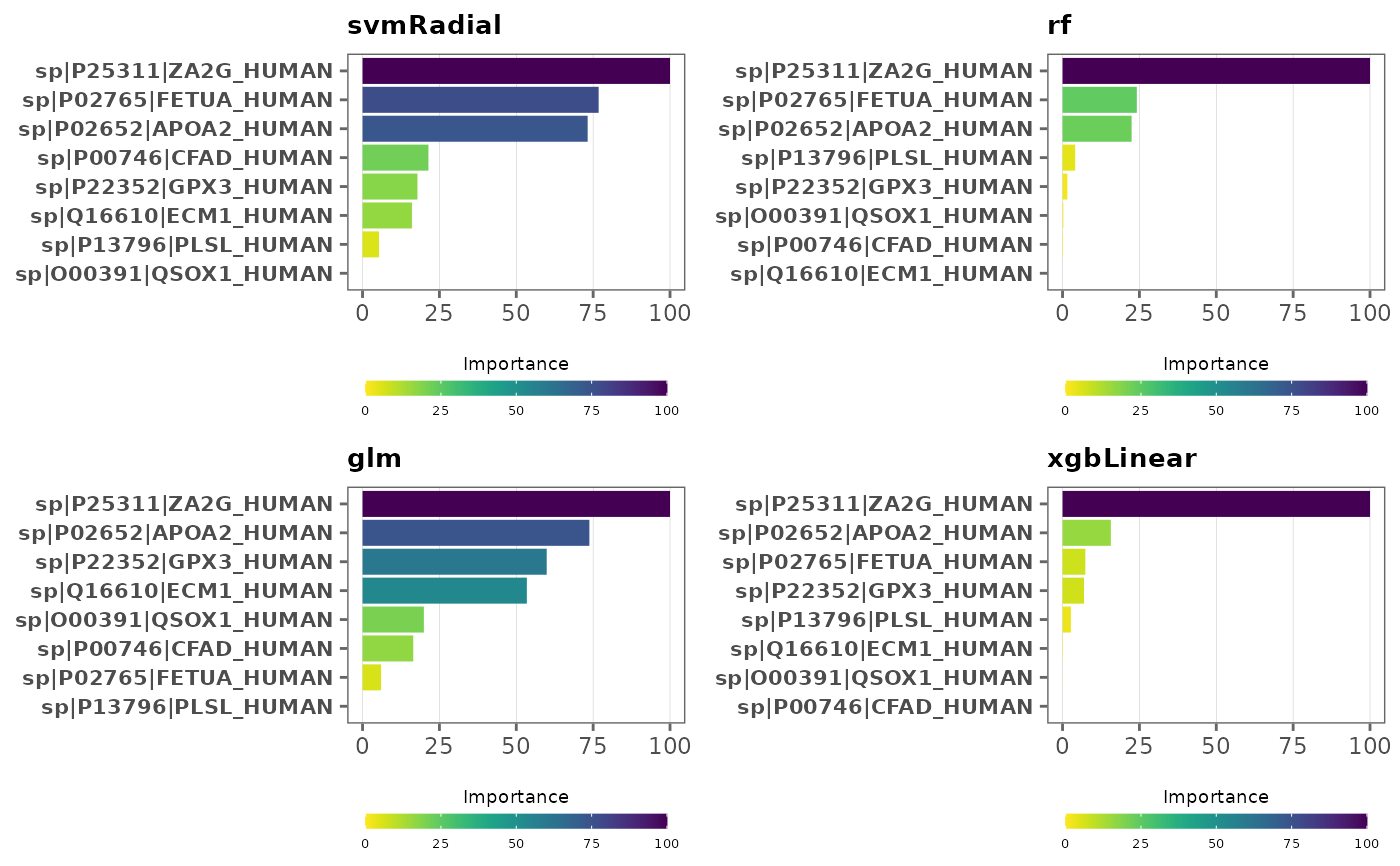 svmRadial
sp|P25311|ZA2G_HUMAN
sp|P02765|FETUA_HUMAN
sp|P02652|APOA2_HUMAN
sp|P00746|CFAD_HUMAN
sp|P22352|GPX3_HUMAN
sp|Q16610|ECM1_HUMAN
sp|P13796|PLSL_HUMAN
sp|O00391|QSOX1_HUMAN
0 25 50 75 100
Importance
0 25 50 75 100
rf
sp|P25311|ZA2G_HUMAN
sp|P02765|FETUA_HUMAN
sp|P02652|APOA2_HUMAN
sp|P13796|PLSL_HUMAN
sp|P22352|GPX3_HUMAN
sp|O00391|QSOX1_HUMAN
sp|P00746|CFAD_HUMAN
sp|Q16610|ECM1_HUMAN
0 25 50 75 100
Importance
0 25 50 75 100
glm
sp|P25311|ZA2G_HUMAN
sp|P02652|APOA2_HUMAN
sp|P22352|GPX3_HUMAN
sp|Q16610|ECM1_HUMAN
sp|O00391|QSOX1_HUMAN
sp|P00746|CFAD_HUMAN
sp|P02765|FETUA_HUMAN
sp|P13796|PLSL_HUMAN
0 25 50 75 100
Importance
0 25 50 75 100
xgbLinear
sp|P25311|ZA2G_HUMAN
sp|P02652|APOA2_HUMAN
sp|P02765|FETUA_HUMAN
sp|P22352|GPX3_HUMAN
sp|P13796|PLSL_HUMAN
sp|Q16610|ECM1_HUMAN
sp|O00391|QSOX1_HUMAN
sp|P00746|CFAD_HUMAN
0 25 50 75 100
Importance
0 25 50 75 100